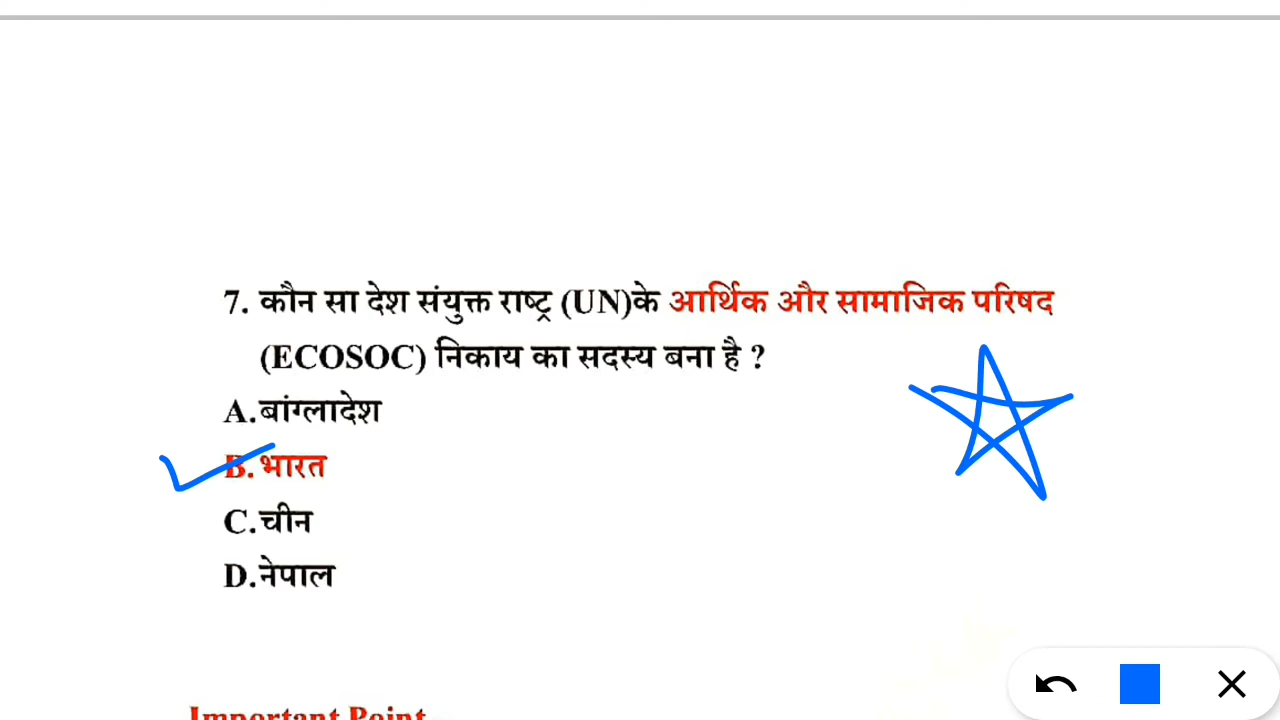 7. कौन सा देश संयुक्त राष्ट्र (UN)के आर्थिक और सामाजिक परिषद
(ECOSOC) निकाय का सदस्य बना है ?
A.बांग्लादेश
B.भारत
C.चीन
D.नेपाल
Important Point